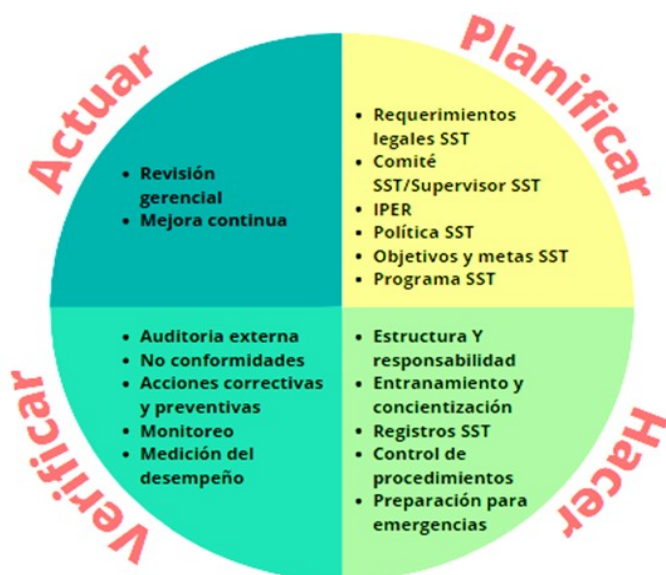 Actuar
• Revisión
gerencial
• Mejora continua
Planificar
• Requerimientos
legales SST
• Comité
SST/Supervisor SST
• IPER
• Política SST
• Objetivos y metas SST
• Programa SST
Verificar
• Auditoria externa
• No conformidades
• Acciones correctivas
y preventivas
• Monitoreo
• Medición del
desempeño
Hacer
• Estructura Y
responsabilidad
• Entranamiento y
concientización
• Registros SST
• Control de
procedimientos
• Preparación para
emergencias